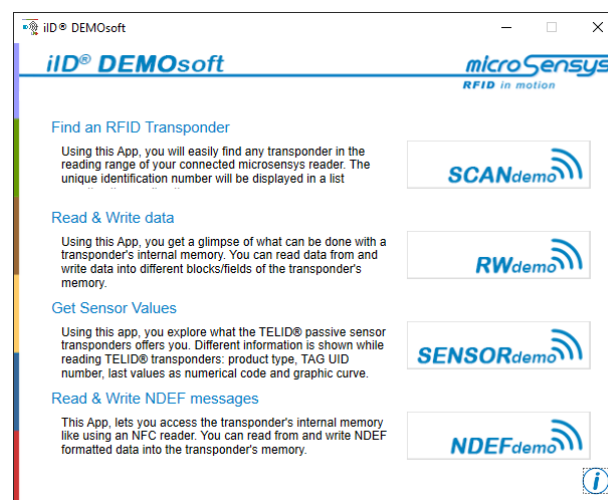 iID® DEMOsoft
iID® DEMOsoft
microSensys
RFID in motion
Find an RFID Transponder
Using this App, you will easily find any transponder in the
reading range of your connected microsensys reader. The
unique identification number will be displayed in a list
SCANdemo
Read & Write data
Using this App, you get a glimpse of what can be done with a
transponder's internal memory. You can read data from and
write data into different blocks/fields of the transponder's
memory.
RWdemo
Get Sensor Values
Using this app, you explore what the TELID® passive sensor
transponders offers you. Different information is shown while
reading TELID® transponders: product type, TAG UID
number, last values as numerical code and graphic curve.
SENSORdemo
Read & Write NDEF messages
This App, lets you access the transponder's internal memory
like using an NFC reader. You can read from and write NDEF
formatted data into the transponder's memory.
NDEFdemo
i